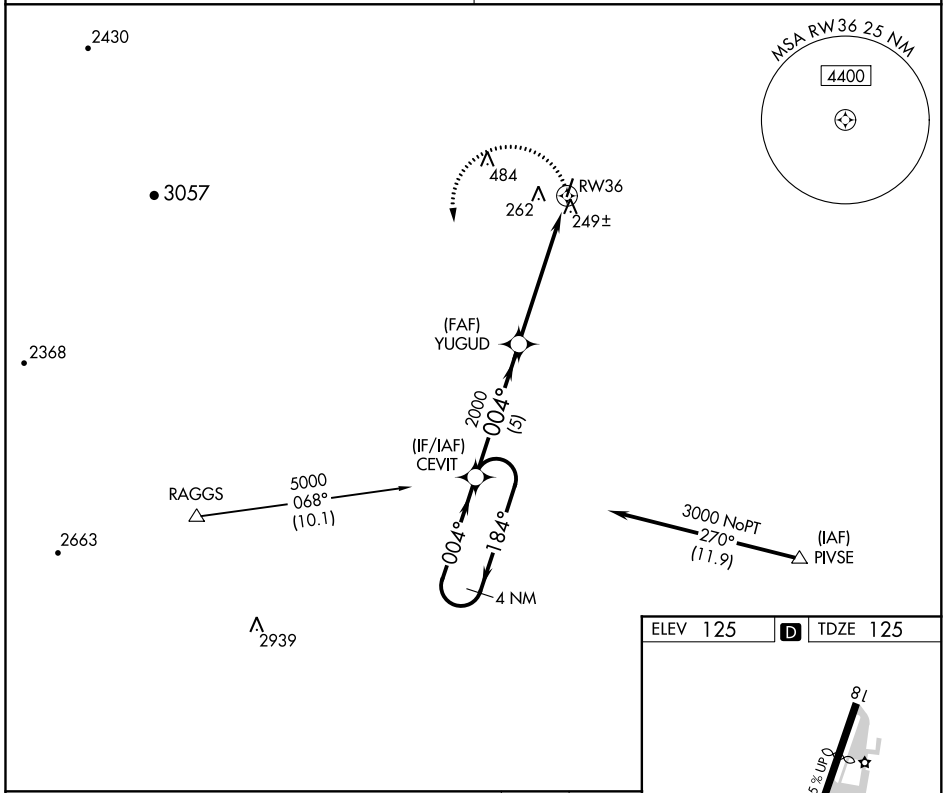 2430
MSA RW36 25 NM
4400
484
3057
262
RW36
249±
(FAF)
YUGUD
2368
2000
004°
(5)
(IF/IAF)
CEVIT
RAGGS
5000
068°
(10.1)
3000 NoPT
270°
(11.9)
(IAF)
PIVSE
2663
004°
184°
4 NM
2939
ELEV 125
D
TDZE 125
18
5% UP